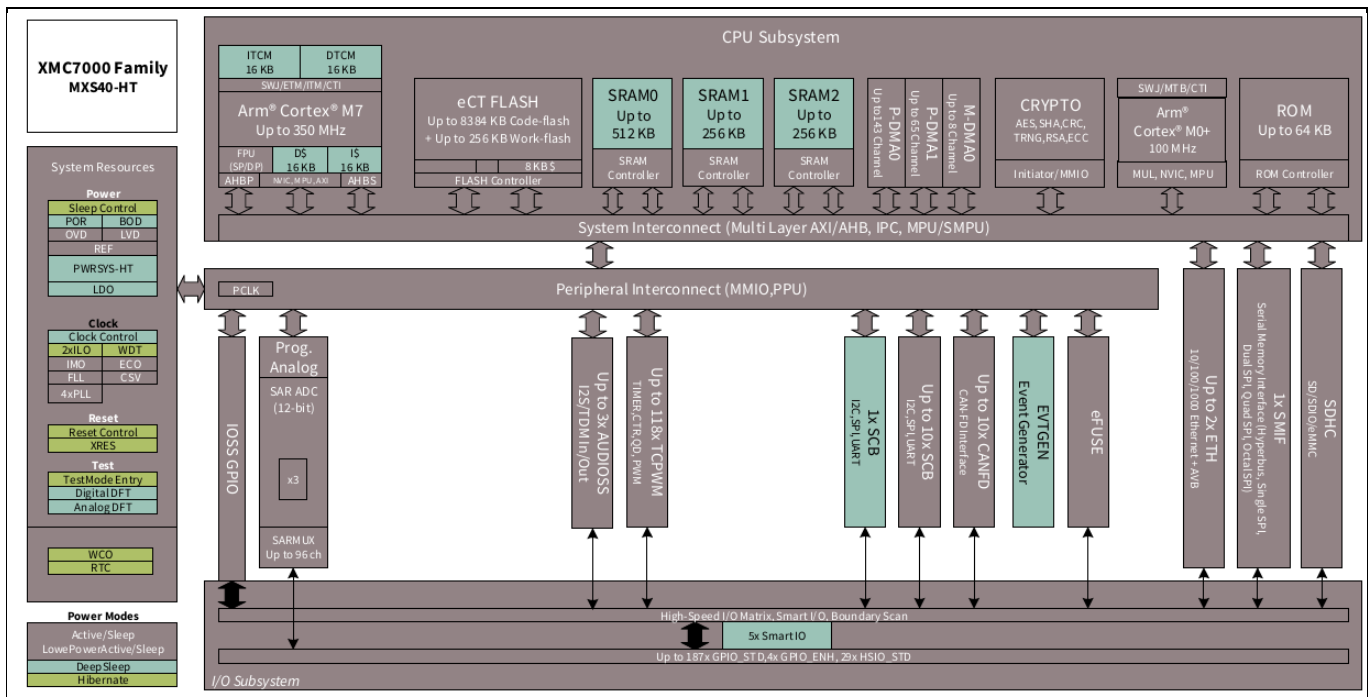 XMC7000 Family
MXS40-HT
System Resources
Power
Sleep Control
POR
BOD
OVD
LVD
REF
PWRSYS-HT
LDO
Clock
Clock Control
2xILO
WDT
IMO
ECO
FLL
CSV
4xPLL
Reset
Reset Control
XRES
Test
TestMode Entry
Digital DFT
Analog DFT
WCO
RTC
Power Modes
Active/Sleep
LowePowerActive/Sleep
DeepSleep
Hibernate
CPU Subsystem
ITCM
16 KB
DTCM
16 KB
SWJ/ETM/ITM/CTI
Arm® Cortex® M7
Up to 350 MHz
FPU
(SP/DP)
D$
16 KB
I$
16 KB
AHBP
NVIC, MPU, AXI
AHBS
eCT FLASH
Up to 8384 KB Code-flash
+ Up to 256 KB Work-flash
8 KB $
FLASH Controller
SRAM0
Up to
512 KB
SRAM
Controller
SRAM1
Up to
256 KB
SRAM
Controller
SRAM2
Up to
256 KB
SRAM
Controller
P-DMA0
Up to 143 Channel
P-DMA1
Up to 65 Channel
M-DMA0
Up to 8 Channel
CRYPTO
AES, SHA, CRC,
TRNG, RSA, ECC
Initiator/MMIO
SWJ/MTB/CTI
Arm®
Cortex® M0+
100 MHz
MUL, NVIC, MPU
ROM
Up to 64 KB
ROM Controller
System Interconnect (Multi Layer AXI/AHB, IPC, MPU/SMPU)
PCLK
Peripheral Interconnect (MMIO,PPU)
IOSS GPIO
Prog.
Analog
SAR ADC
(12-bit)
x3
SARMUX
Up to 96 ch
Up to 3x AUDIOSS
I2S/TDM In/Out
Up to 118x TCPWM
TIMER,CTR,QD, PWM
1x SCB
I2C, SPI, UART
Up to 10x SCB
I2C, SPI, UART
Up to 10x CANFD
CAN-FD Interface
EVTGEN
Event Generator
eFUSE
Up to 2x ETH
10/100/1000 Ethernet + AVB
1x SMIF
Serial Memory Interface (Hyperbus, Single SPI,
Dual SPI, Quad SPI, Octal SPI)
SDHC
SD/SDIO/eMMC
High-Speed I/O Matrix, Smart I/O, Boundary Scan
5x Smart IO
Up to 187x GPIO_STD,4x GPIO_ENH, 29x HSIO_STD
I/O Subsystem